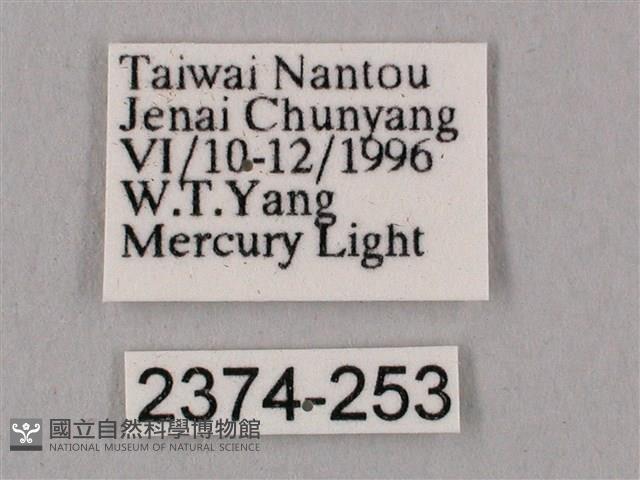 Taiwai Nantou
Jenai Chunyang
VI/10-12/1996
W.T.Yang
Mercury Light
2374-253
國立自然科學博物館
NATIONAL MUSEUM OF NATURAL SCIENCE